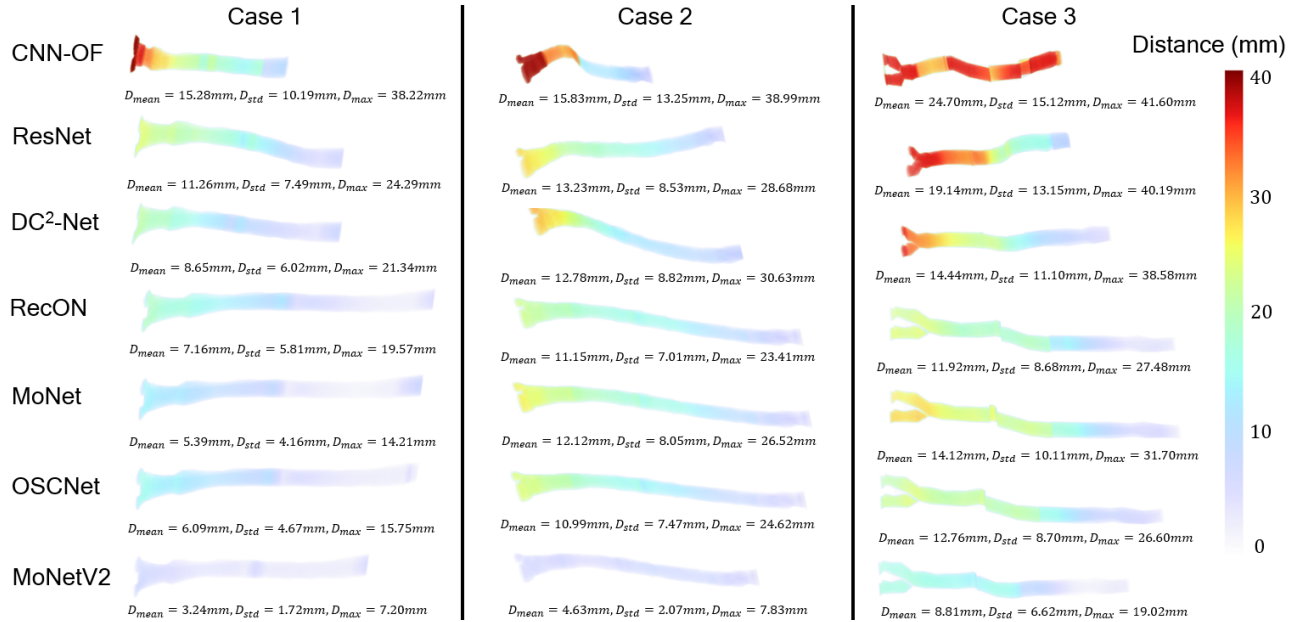 Case 1 Case 2 Case 3
CNN-OF
Distance (mm)
D_mean = 15.28mm, D_std = 10.19mm, D_max = 38.22mm
D_mean = 15.83mm, D_std = 13.25mm, D_max = 38.99mm
D_mean = 24.70mm, D_std = 15.12mm, D_max = 41.60mm
ResNet
D_mean = 11.26mm, D_std = 7.49mm, D_max = 24.29mm
D_mean = 13.23mm, D_std = 8.53mm, D_max = 28.68mm
D_mean = 19.14mm, D_std = 13.15mm, D_max = 40.19mm
DC²-Net
D_mean = 8.65mm, D_std = 6.02mm, D_max = 21.34mm
D_mean = 12.78mm, D_std = 8.82mm, D_max = 30.63mm
D_mean = 14.44mm, D_std = 11.10mm, D_max = 38.58mm
RecON
D_mean = 7.16mm, D_std = 5.81mm, D_max = 19.57mm
D_mean = 11.15mm, D_std = 7.01mm, D_max = 23.41mm
D_mean = 11.92mm, D_std = 8.68mm, D_max = 27.48mm
MoNet
D_mean = 5.39mm, D_std = 4.16mm, D_max = 14.21mm
D_mean = 12.12mm, D_std = 8.05mm, D_max = 26.52mm
D_mean = 14.12mm, D_std = 10.11mm, D_max = 31.70mm
OSCNet
D_mean = 6.09mm, D_std = 4.67mm, D_max = 15.75mm
D_mean = 10.99mm, D_std = 7.47mm, D_max = 24.62mm
D_mean = 12.76mm, D_std = 8.70mm, D_max = 26.60mm
MoNetV2
D_mean = 3.24mm, D_std = 1.72mm, D_max = 7.20mm
D_mean = 4.63mm, D_std = 2.07mm, D_max = 7.83mm
D_mean = 8.81mm, D_std = 6.62mm, D_max = 19.02mm
40
30
20
10
0